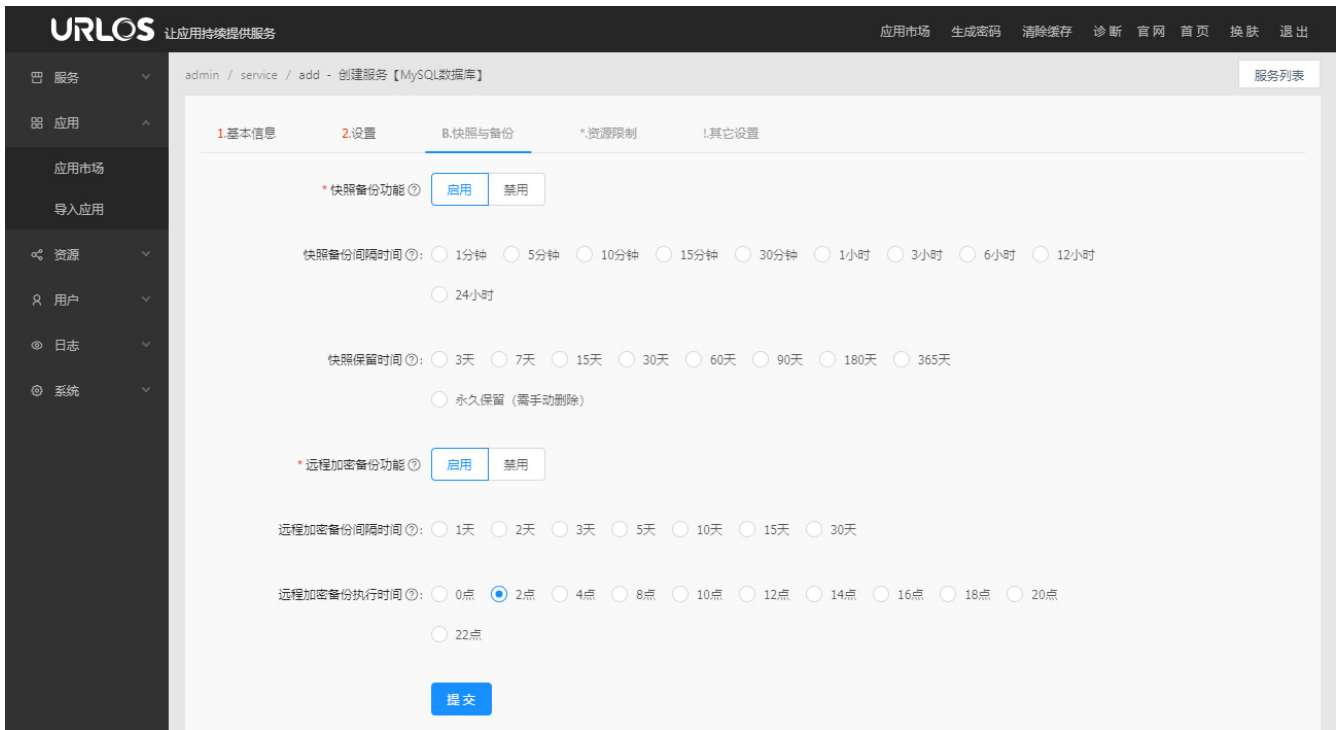 URLOS 让应用持续提供服务 应用市场 生成密码 清除缓存 诊断 官网 首页 换肤 退出
服务
admin / service / add - 创建服务【MySQL数据库】 服务列表
应用
1.基本信息 2.设置 B.快照与备份 *.资源限制 !.其它设置
应用市场
* 快照备份功能 ? 启用 禁用
导入应用
资源
快照备份间隔时间 ?: 1分钟 5分钟 10分钟 15分钟 30分钟 1小时 3小时 6小时 12小时
24小时
用户
日志
快照保留时间 ?: 3天 7天 15天 30天 60天 90天 180天 365天
系统
永久保留（需手动删除）
* 远程加密备份功能 ? 启用 禁用
远程加密备份间隔时间 ?: 1天 2天 3天 5天 10天 15天 30天
远程加密备份执行时间 ?: 0点 2点 4点 8点 10点 12点 14点 16点 18点 20点
22点
提交